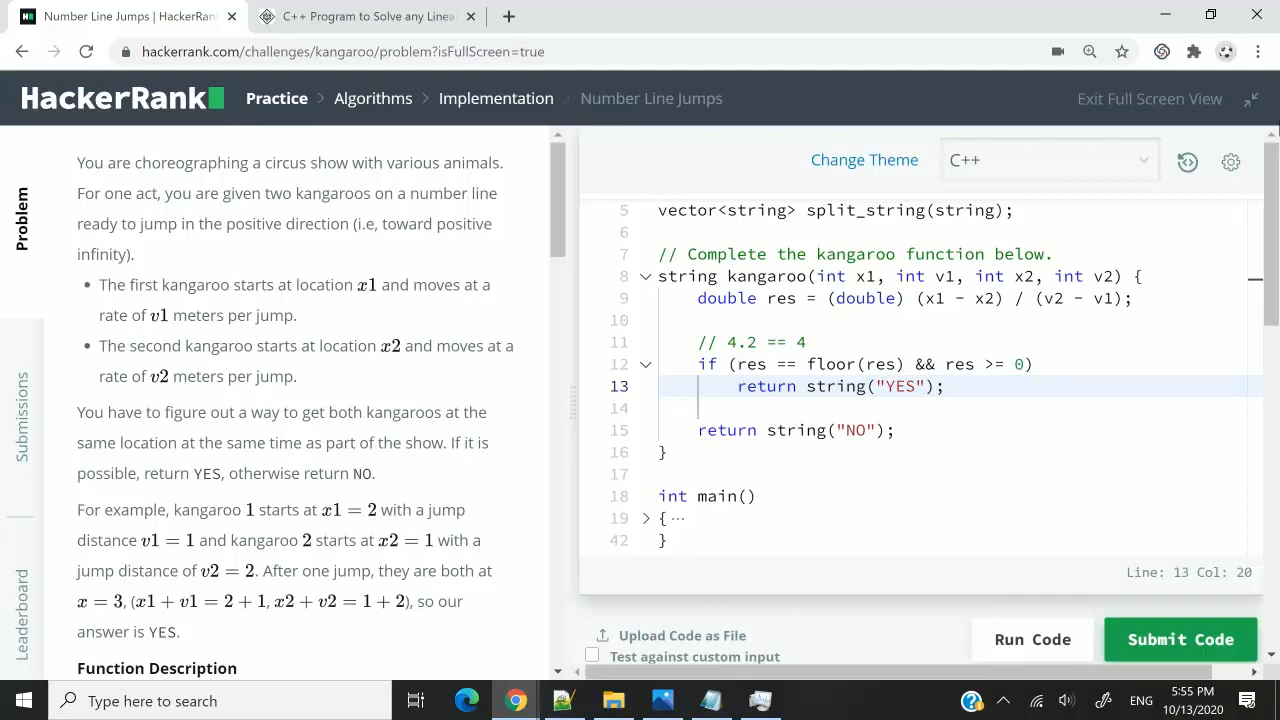 Number Line Jumps | HackerRan
C++ Program to Solve any Linea
hackerrank.com/challenges/kangaroo/problem?isFullScreen=true
HackerRank
Practice > Algorithms > Implementation > Number Line Jumps
Exit Full Screen View
Problem
Submissions
Leaderboard
You are choreographing a circus show with various animals.
For one act, you are given two kangaroos on a number line
ready to jump in the positive direction (i.e, toward positive
infinity).
• The first kangaroo starts at location x1 and moves at a
rate of v1 meters per jump.
• The second kangaroo starts at location x2 and moves at a
rate of v2 meters per jump.
You have to figure out a way to get both kangaroos at the
same location at the same time as part of the show. If it is
possible, return YES, otherwise return NO.
For example, kangaroo 1 starts at x1 = 2 with a jump
distance v1 = 1 and kangaroo 2 starts at x2 = 1 with a
jump distance of v2 = 2. After one jump, they are both at
x = 3, (x1 + v1 = 2 + 1, x2 + v2 = 1 + 2), so our
answer is YES.
Function Description
Change Theme
C++
5 vector<string> split_string(string);
6
7 // Complete the kangaroo function below.
8 string kangaroo(int x1, int v1, int x2, int v2) {
9 double res = (double) (x1 - x2) / (v2 - v1);
10
11 // 4.2 == 4
12 if (res == floor(res) && res >= 0)
13 return string("YES");
14
15 return string("NO");
16 }
17
18 int main()
19 > { ⋯
42 }
Line: 13 Col: 20
Upload Code as File
Test against custom input
Run Code
Submit Code
Type here to search
ENG
5:55 PM
10/13/2020